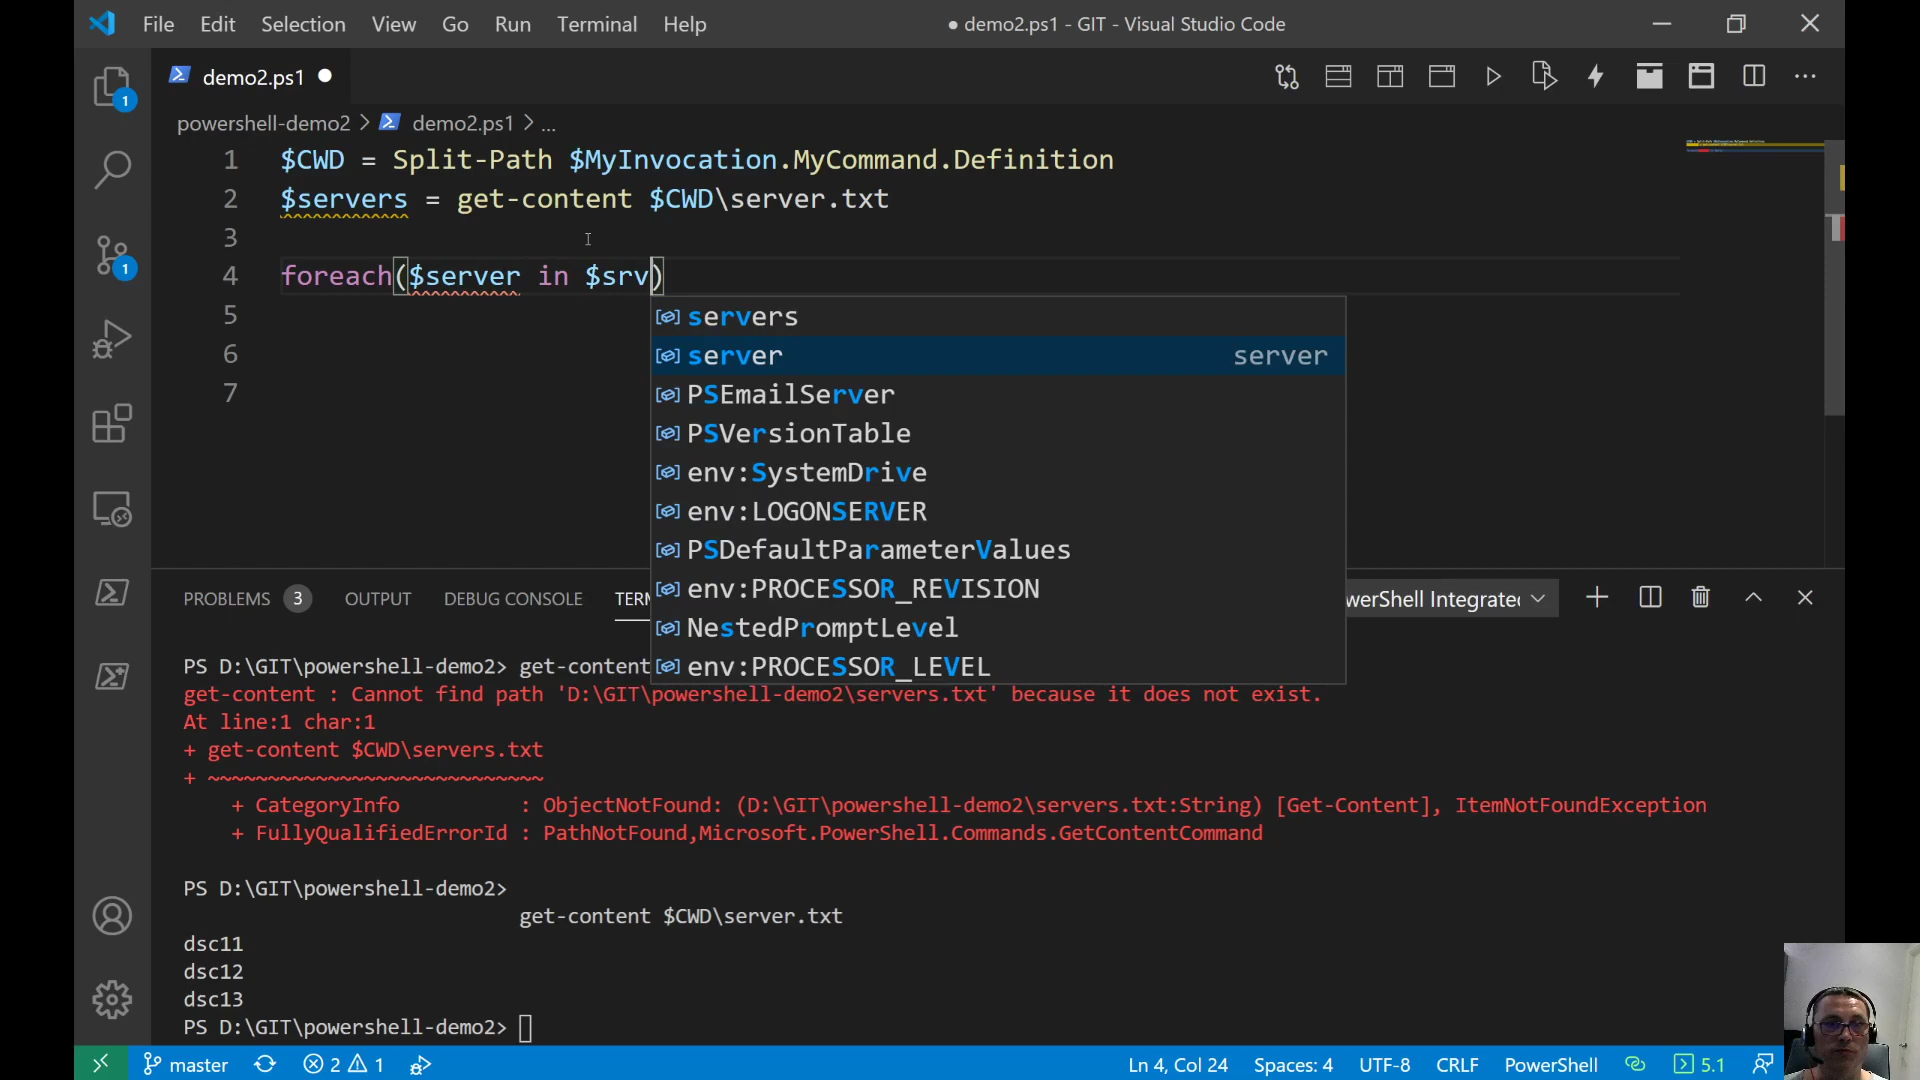 File Edit Selection View Go Run Terminal Help ● demo2.ps1 - GIT - Visual Studio Code
demo2.ps1
powershell-demo2 > demo2.ps1 > ...
1 $CWD = Split-Path $MyInvocation.MyCommand.Definition
2 $servers = get-content $CWD\server.txt
3
4 foreach($server in $srv)
5
6
7
servers
server server
PSEmailServer
PSVersionTable
env:SystemDrive
env:LOGONSERVER
PSDefaultParameterValues
env:PROCESSOR_REVISION
NestedPromptLevel
env:PROCESSOR_LEVEL
1
1
PROBLEMS 3 OUTPUT DEBUG CONSOLE TERM werShell Integrated
PS D:\GIT\powershell-demo2> get-content
get-content : Cannot find path 'D:\GIT\powershell-demo2\servers.txt' because it does not exist.
At line:1 char:1
+ get-content $CWD\servers.txt
+ ~~~~~~~~~~~~~~~~~~~~~~~~~~~~
+ CategoryInfo : ObjectNotFound: (D:\GIT\powershell-demo2\servers.txt:String) [Get-Content], ItemNotFoundException
+ FullyQualifiedErrorId : PathNotFound,Microsoft.PowerShell.Commands.GetContentCommand
PS D:\GIT\powershell-demo2>
get-content $CWD\server.txt
dsc11
dsc12
dsc13
PS D:\GIT\powershell-demo2>
master 2 1 Ln 4, Col 24 Spaces: 4 UTF-8 CRLF PowerShell 5.1